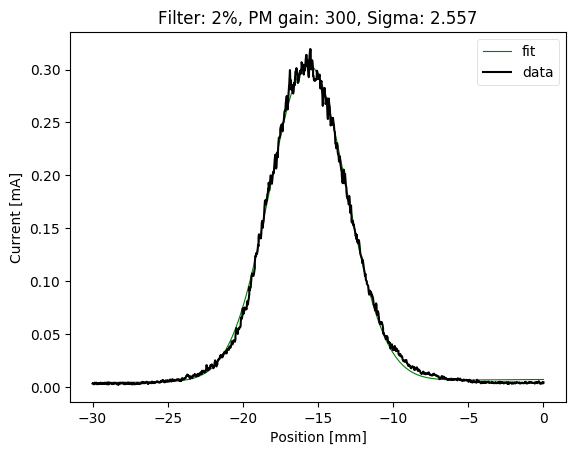 Filter: 2%, PM gain: 300, Sigma: 2.557
fit
data
0.30
0.25
0.20
0.15
0.10
0.05
0.00
Current [mA]
−30
−25
−20
−15
−10
−5
0
Position [mm]